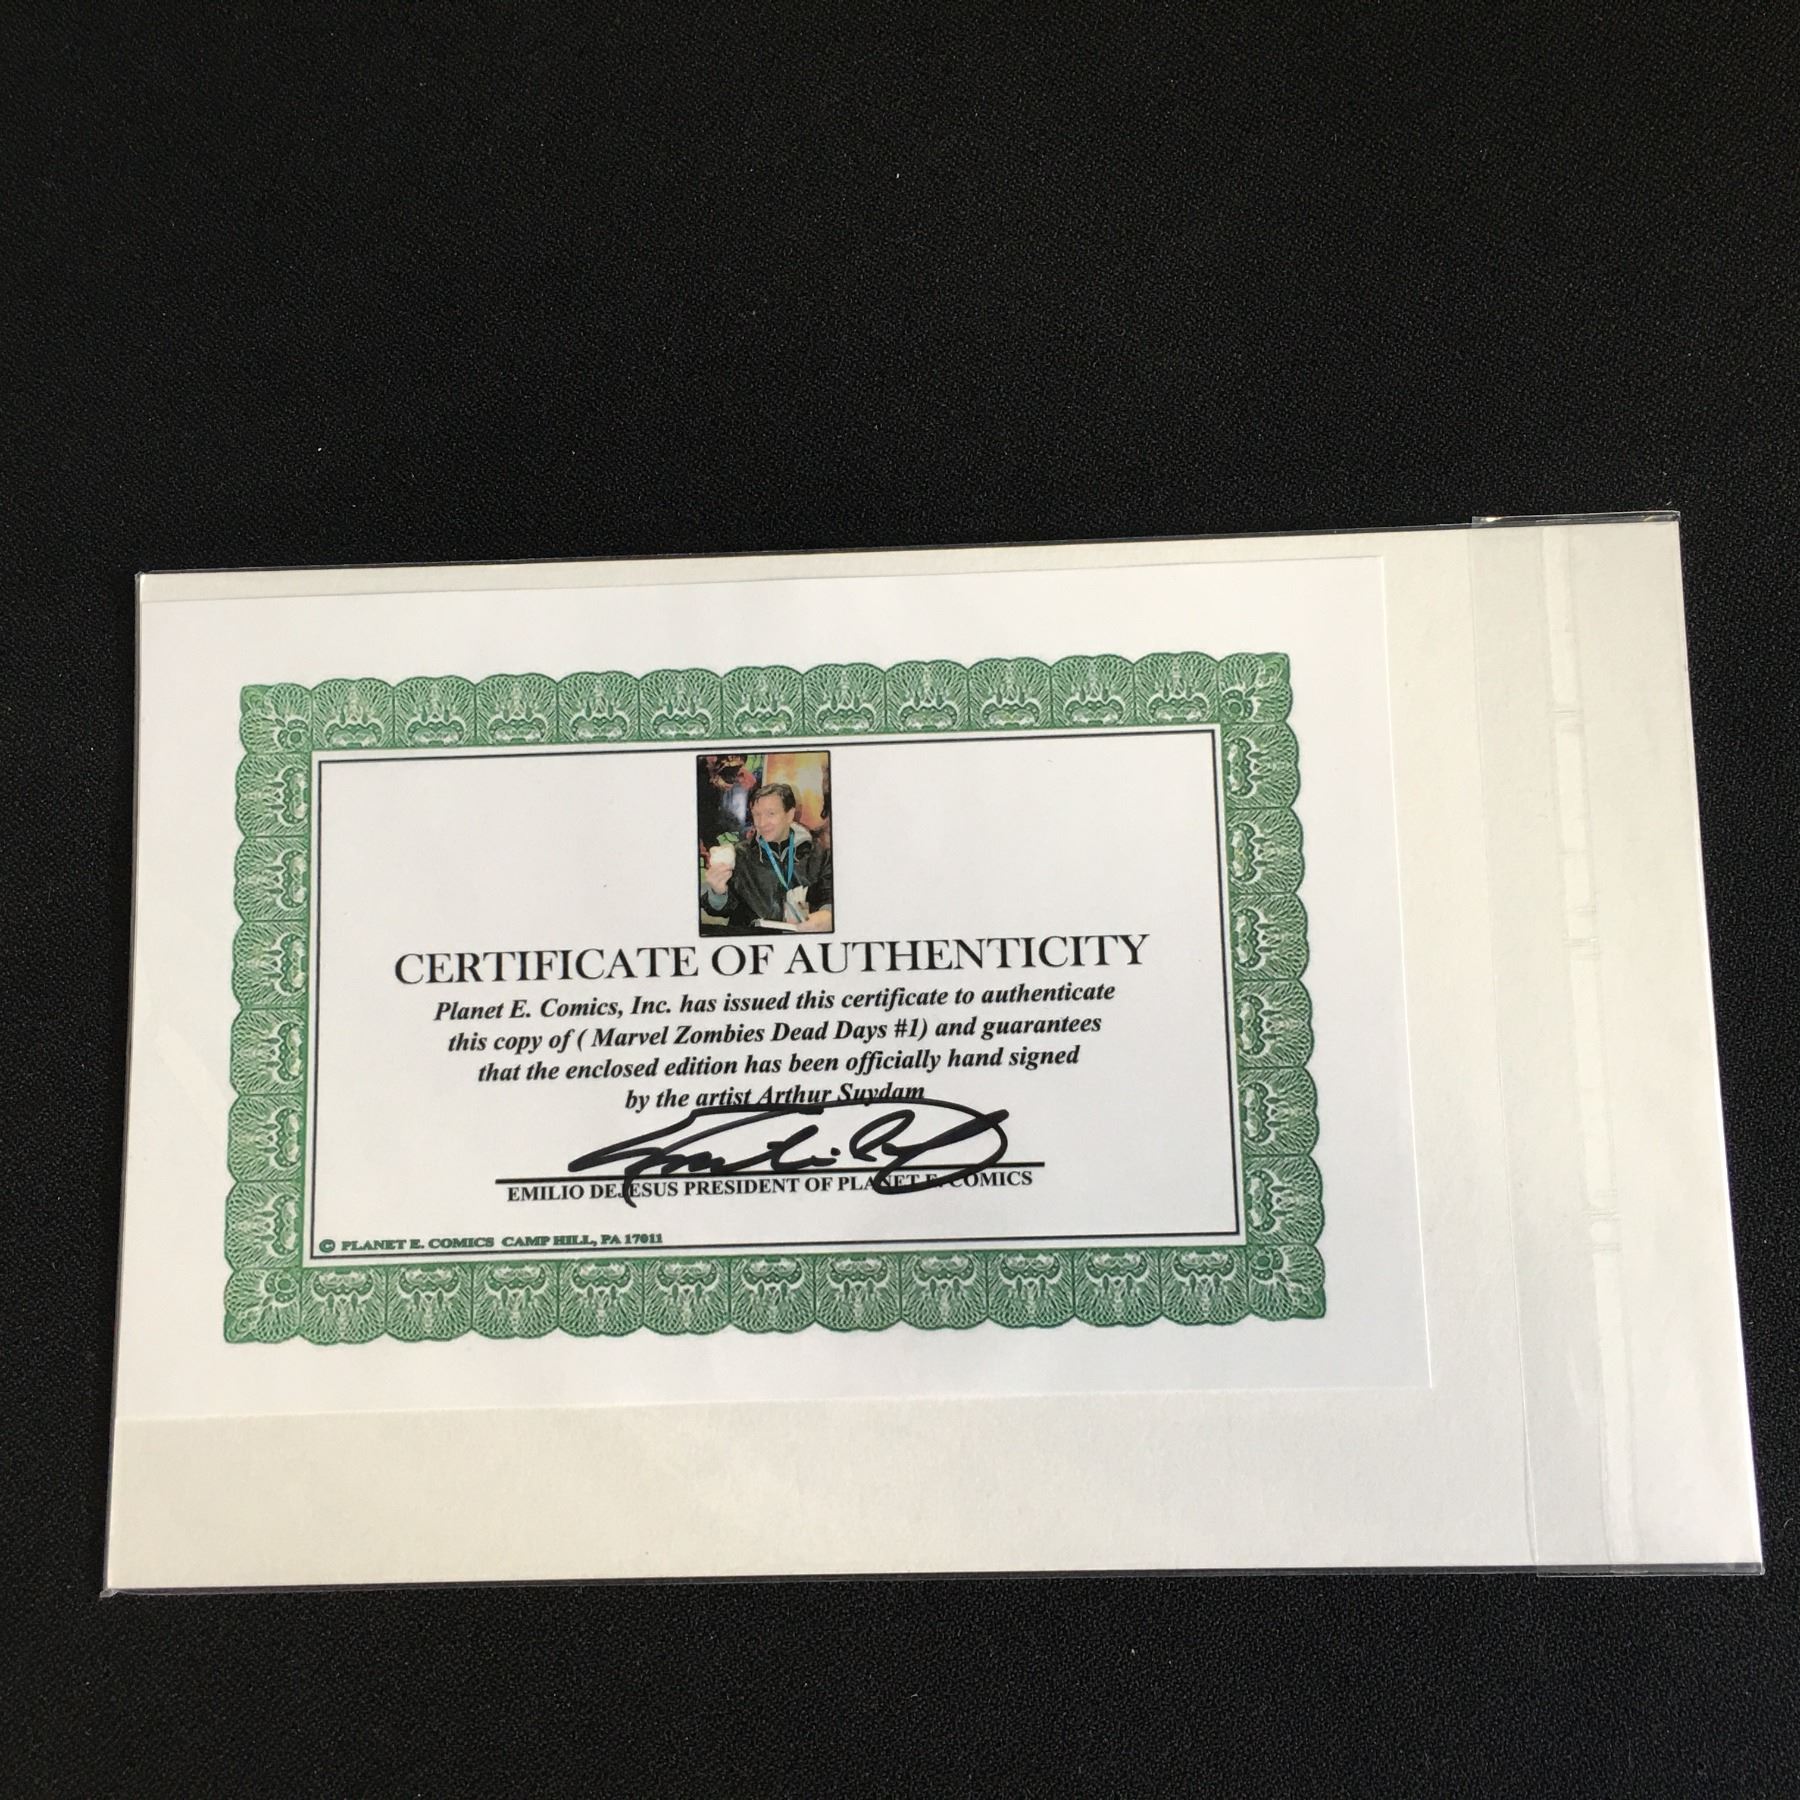 CERTIFICATE OF AUTHENTICITY
Planet E. Comics, Inc. has issued this certificate to authenticate
this copy of ( Marvel Zombies Dead Days #1) and guarantees
that the enclosed edition has been officially hand signed
by the artist Arthur Suydam
EMILIO DEJESUS PRESIDENT OF PLANET E. COMICS
© PLANET E. COMICS CAMP HILL, PA 17011